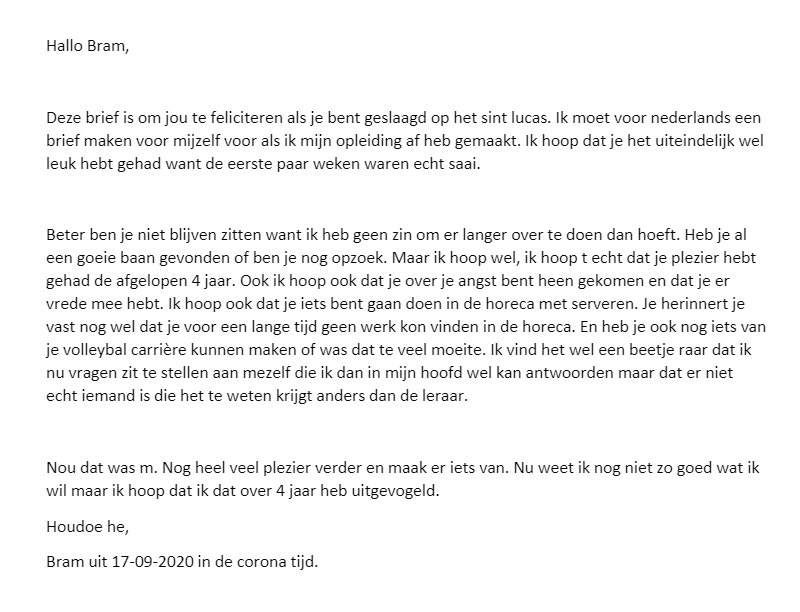 Hallo Bram,
Deze brief is om jou te feliciteren als je bent geslaagd op het sint lucas. Ik moet voor nederlands een
brief maken voor mijzelf voor als ik mijn opleiding af heb gemaakt. Ik hoop dat je het uiteindelijk wel
leuk hebt gehad want de eerste paar weken waren echt saai.
Beter ben je niet blijven zitten want ik heb geen zin om er langer over te doen dan hoeft. Heb je al
een goeie baan gevonden of ben je nog opzoek. Maar ik hoop wel, ik hoop t echt dat je plezier hebt
gehad de afgelopen 4 jaar. Ook ik hoop ook dat je over je angst bent heen gekomen en dat je er
vrede mee hebt. Ik hoop ook dat je iets bent gaan doen in de horeca met serveren. Je herinnert je
vast nog wel dat je voor een lange tijd geen werk kon vinden in de horeca. En heb je ook nog iets van
je volleybal carrière kunnen maken of was dat te veel moeite. Ik vind het wel een beetje raar dat ik
nu vragen zit te stellen aan mezelf die ik dan in mijn hoofd wel kan antwoorden maar dat er niet
echt iemand is die het te weten krijgt anders dan de leraar.
Nou dat was m. Nog heel veel plezier verder en maak er iets van. Nu weet ik nog niet zo goed wat ik
wil maar ik hoop dat ik dat over 4 jaar heb uitgevogeld.
Houdoe he,
Bram uit 17-09-2020 in de corona tijd.